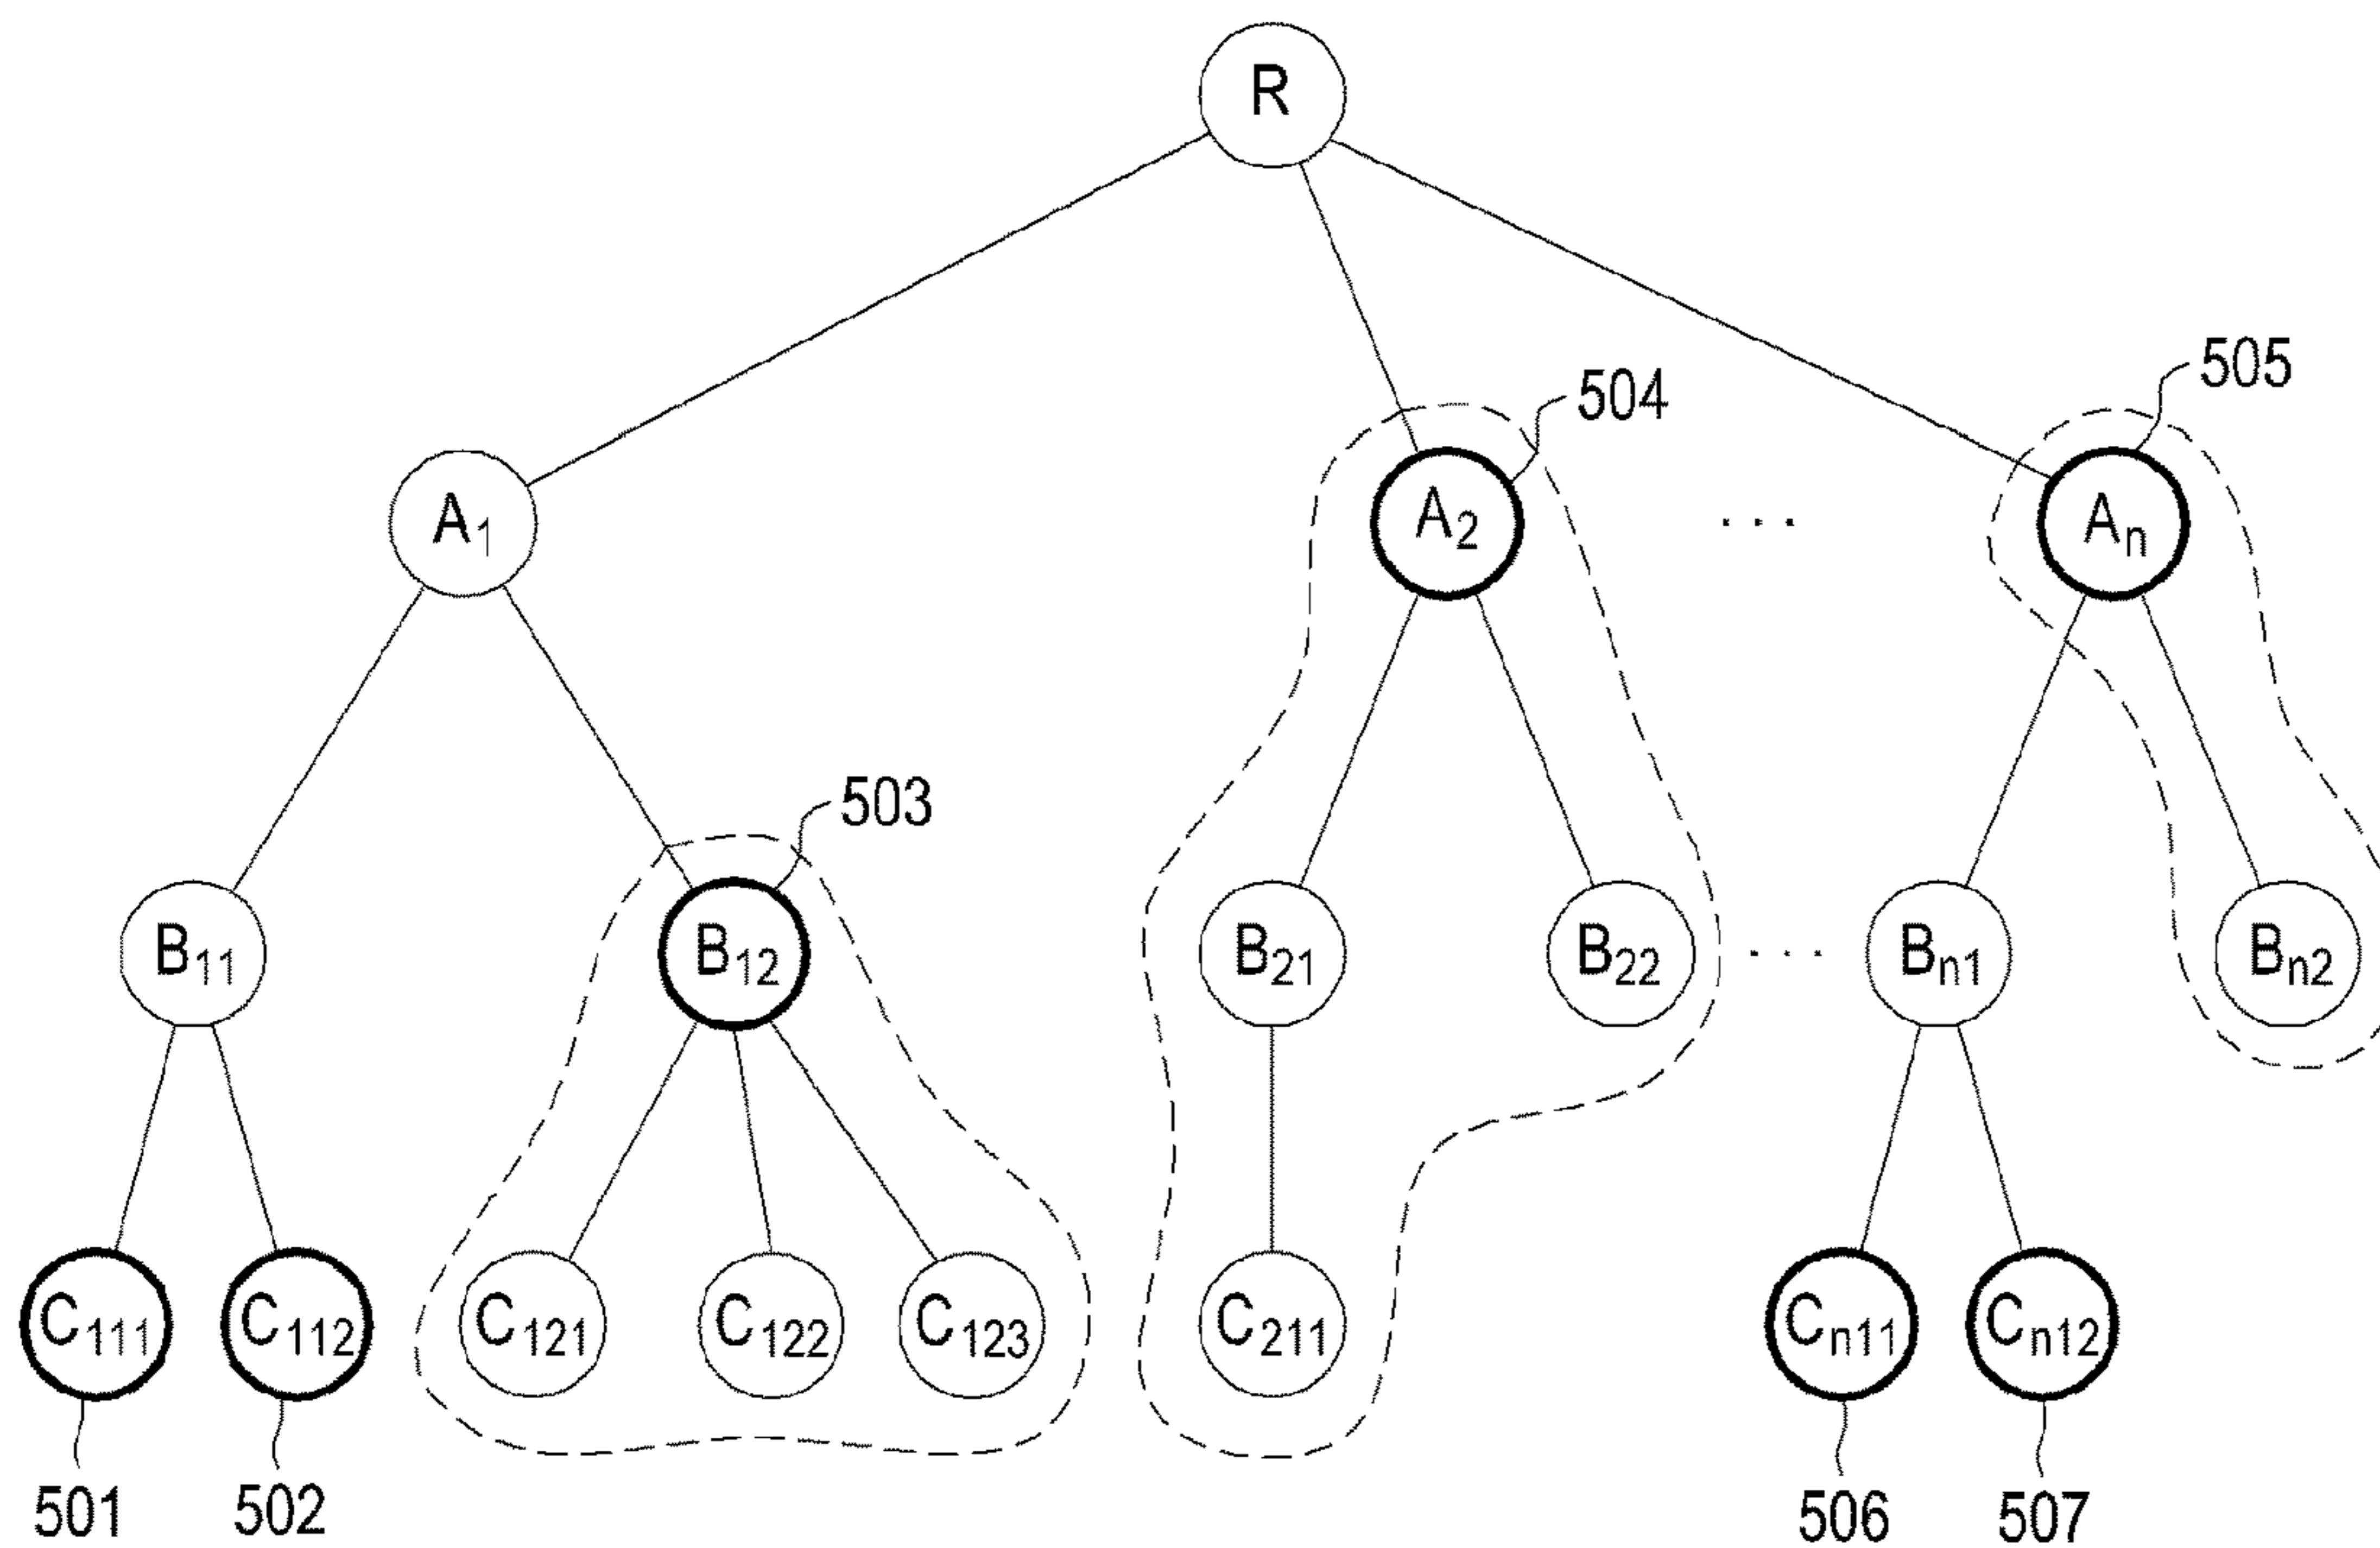 R
505
504
A₁
A₂
...
Aₙ
503
B₁₁
B₁₂
B₂₁
B₂₂
...
Bₙ₁
Bₙ₂
C₁₁₁
C₁₁₂
C₁₂₁
C₁₂₂
C₁₂₃
C₂₁₁
Cₙ₁₁
Cₙ₁₂
501
502
506
507